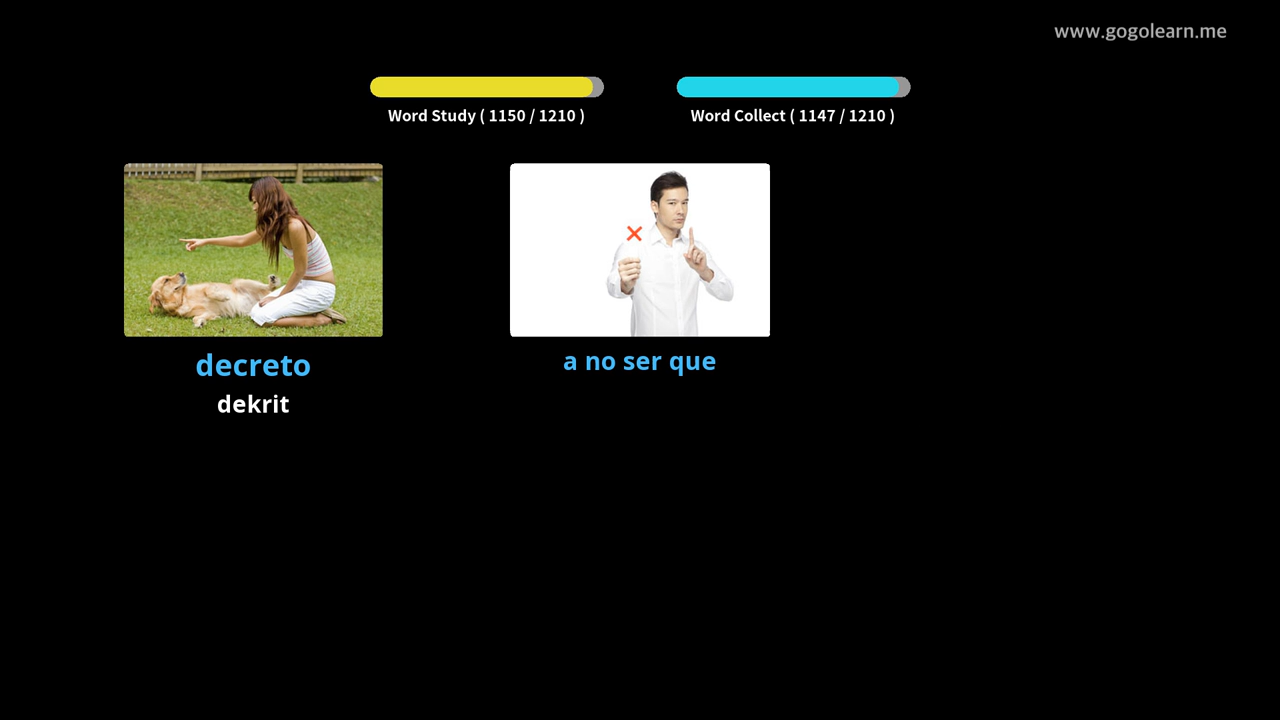 www.gogolearn.me
Word Study ( 1150 / 1210 )
Word Collect ( 1147 / 1210 )
decreto
dekrit
a no ser que